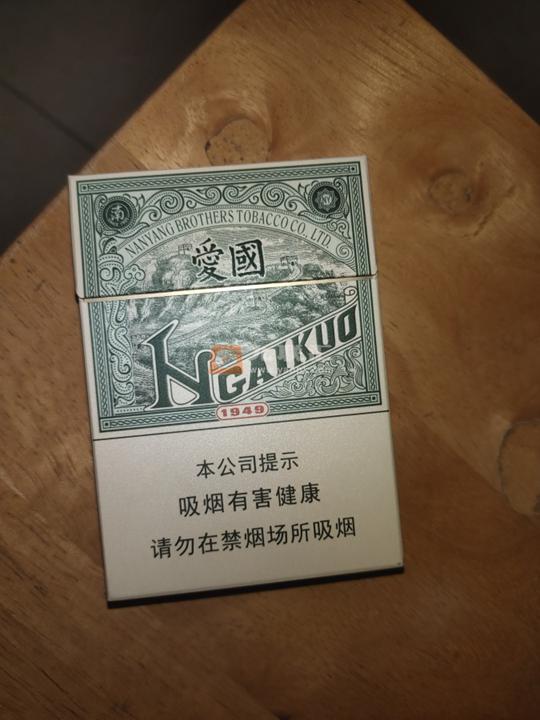 南
NANYANG BROTHERS TOBACCO CO., LTD.
愛國
NGAIKUO
1949
本公司提示
吸烟有害健康
请勿在禁烟场所吸烟